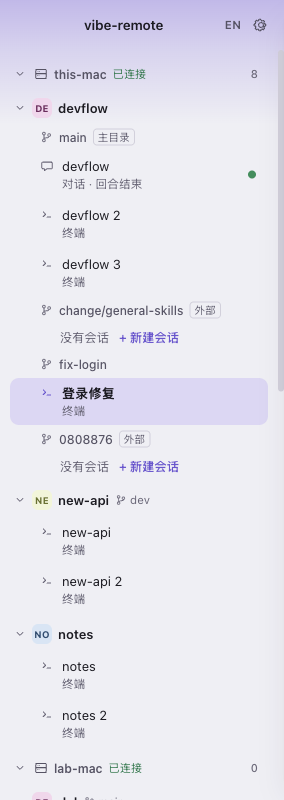 vibe-remote EN
this-mac 已连接 8
DE devflow
main 主目录
devflow
对话 · 回合结束
devflow 2
终端
devflow 3
终端
change/general-skills 外部
没有会话 + 新建会话
fix-login
登录修复
终端
0808876 外部
没有会话 + 新建会话
NE new-api dev
new-api
终端
new-api 2
终端
NO notes
notes
终端
notes 2
终端
lab-mac 已连接 0